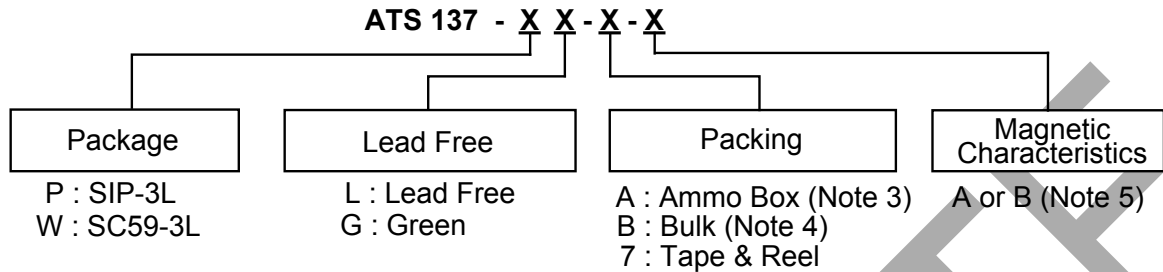 ATS 137 - X X - X - X
Package
Lead Free
Packing
Magnetic
Characteristics
P : SIP-3L
W : SC59-3L
L : Lead Free
G : Green
A : Ammo Box (Note 3)
B : Bulk (Note 4)
7 : Tape & Reel
A or B (Note 5)